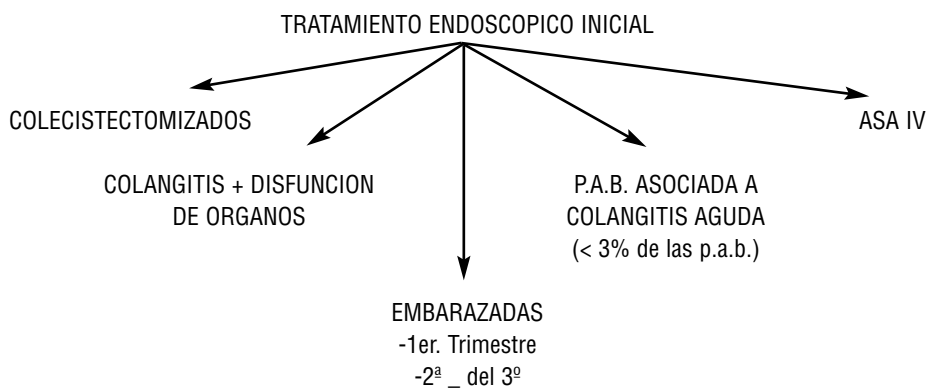 TRATAMIENTO ENDOSCOPICO INICIAL
COLECISTECTOMIZADOS
ASA IV
COLANGITIS + DISFUNCION
DE ORGANOS
P.A.B. ASOCIADA A
COLANGITIS AGUDA
(< 3% de las p.a.b.)
EMBARAZADAS
-1er. Trimestre
-2ª _ del 3º